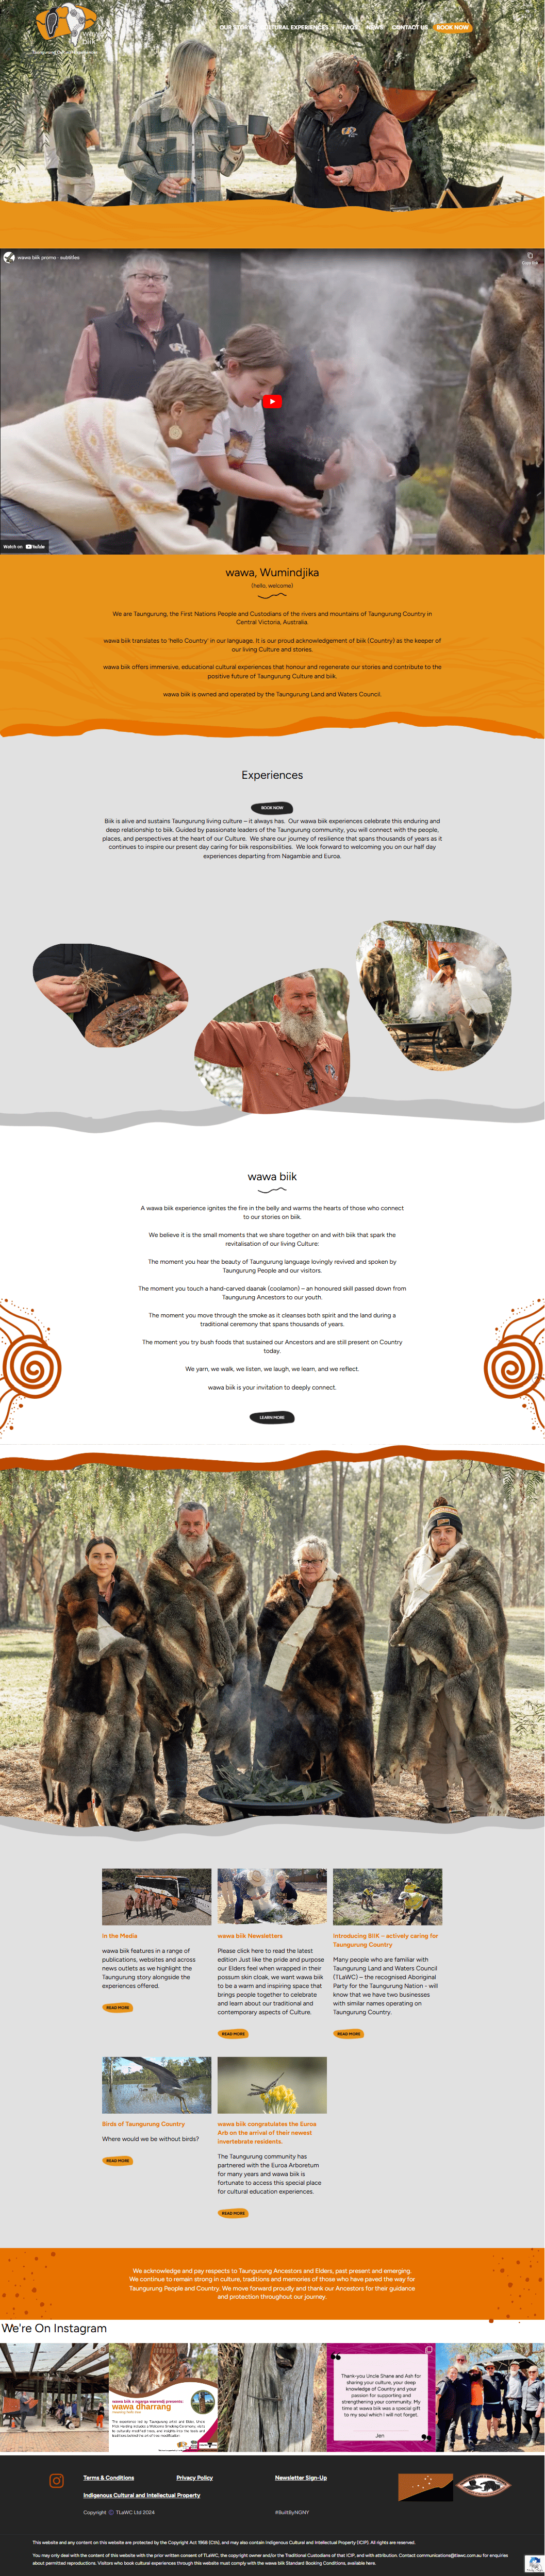 wawa
biik
OUR STORY
CULTURAL EXPERIENCES
FAQS
NEWS
CONTACT US
BOOK NOW
wawa biik promo - subtitles
Copy link
Watch on YouTube
wawa, Wumindjika
(hello, welcome)
We are Taungurung, the First Nations People and Custodians of the rivers and mountains of Taungurung Country in
Central Victoria, Australia.
wawa biik translates to 'hello Country' in our language. It is our proud acknowledgement of biik (Country) as the keeper of
our living Culture and stories.
wawa biik offers immersive, educational cultural experiences that honour and regenerate our stories and contribute to the
positive future of Taungurung Culture and biik.
wawa biik is owned and operated by the Taungurung Land and Waters Council.
Experiences
BOOK NOW
Biik is alive and sustains Taungurung living culture – it always has. Our wawa biik experiences celebrate this enduring and
deep relationship to biik. Guided by passionate leaders of the Taungurung community, you will connect with the people,
places, and perspectives at the heart of our Culture. We share our journey of resilience that spans thousands of years as it
continues to inspire our present day caring for biik responsibilities. We look forward to welcoming you on our half day
experiences departing from Nagambie and Euroa.
wawa biik
A wawa biik experience ignites the fire in the belly and warms the hearts of those who connect
to our stories on biik.
We believe it is the small moments that we share together on and with biik that spark the
revitalisation of our living Culture:
The moment you hear the beauty of Taungurung language lovingly revived and spoken by
Taungurung People and our visitors.
The moment you touch a hand-carved daanak (coolamon) – an honoured skill passed down from
Taungurung Ancestors to our youth.
The moment you move through the smoke as it cleanses both spirit and the land during a
traditional ceremony that spans thousands of years.
The moment you try bush foods that sustained our Ancestors and are still present on Country
today.
We yarn, we walk, we listen, we laugh, we learn, and we reflect.
wawa biik is your invitation to deeply connect.
LEARN MORE
In the Media
wawa biik features in a range of
publications, websites and across
news outlets as we highlight the
Taungurung story alongside the
experiences offered.
READ MORE
wawa biik Newsletters
Please click here to read the latest
edition Just like the pride and purpose
our Elders feel when wrapped in their
possum skin cloak, we want wawa biik
to be a warm and inspiring space that
brings people together to celebrate
and learn about our traditional and
contemporary aspects of Culture.
READ MORE
Introducing BIIK – actively caring for
Taungurung Country
Many people who are familiar with
Taungurung Land and Waters Council
(TLaWC) – the recognised Aboriginal
Party for the Taungurung Nation - will
know that we have two businesses
with similar names operating on
Taungurung Country.
READ MORE
Birds of Taungurung Country
Where would we be without birds?
READ MORE
wawa biik congratulates the Euroa
Arb on the arrival of their newest
invertebrate residents.
The Taungurung community has
partnered with the Euroa Arboretum
for many years and wawa biik is
fortunate to access this special place
for cultural education experiences.
READ MORE
We acknowledge and pay respects to Taungurung Ancestors and Elders, past present and emerging.
We continue to remain strong in culture, traditions and memories of those who have paved the way for
Taungurung People and Country. We move forward proudly and thank our Ancestors for their guidance
and protection throughout our journey.
We're On Instagram
wawa dharrang
Thank-you Uncle Shane and Ash for
sharing your culture, your deep
knowledge of Country and your
passion for supporting and
strengthening your community. My
time at wawa biik was a special gift
to my soul which I will not forget.
Jen
Terms & Conditions
Privacy Policy
Newsletter Sign-Up
Indigenous Cultural and Intellectual Property
Copyright © TLaWC Ltd 2024
#BuiltByNGNY
This website and any content on this website are protected by the Copyright Act 1968 (Cth), and may also contain Indigenous Cultural and Intellectual Property (ICIP). All rights are reserved.
You may only deal with the content of this website with the prior written consent of TLaWC, the copyright owner and/or the Traditional Custodians of that ICIP, and with attribution. Contact communications@tlawc.com.au for enquiries
about permitted reproductions. Visitors who book cultural experiences through this website must comply with the wawa biik Standard Booking Conditions, available here.